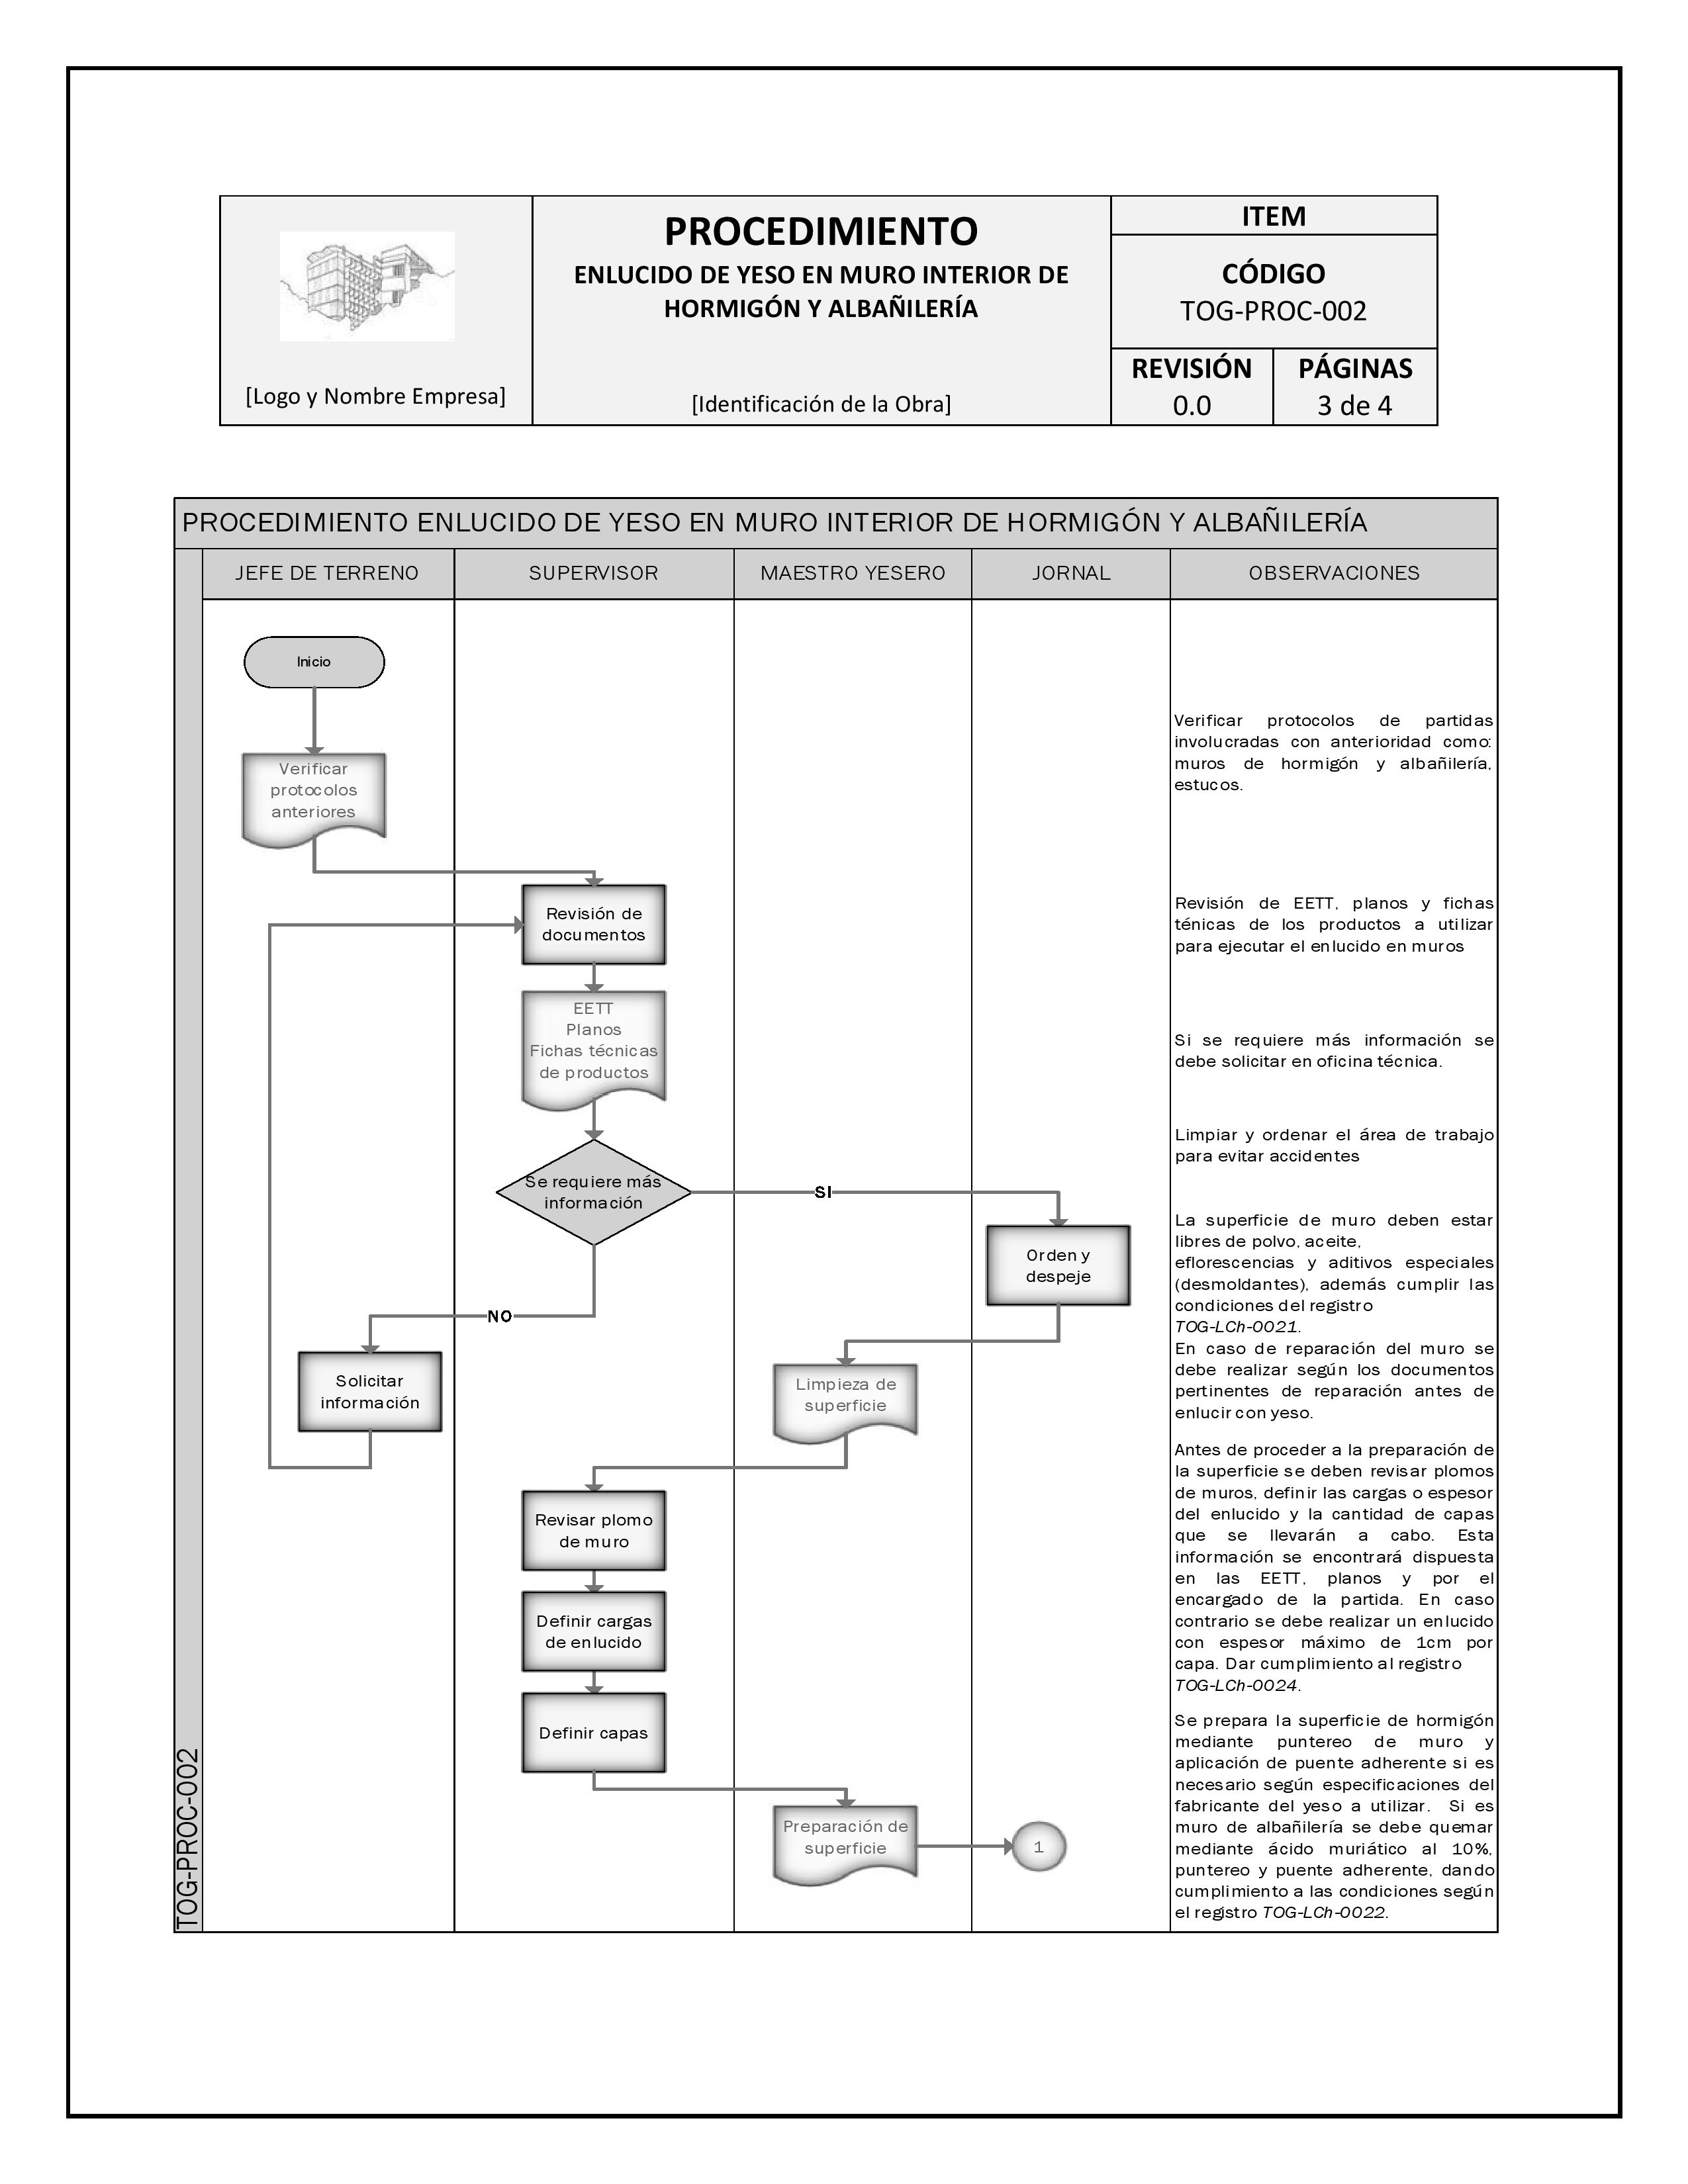 PROCEDIMIENTO
ENLUCIDO DE YESO EN MURO INTERIOR DE
HORMIGÓN Y ALBAÑILERÍA
[Logo y Nombre Empresa]
[Identificación de la Obra]
ITEM
CÓDIGO
TOG-PROC-002
REVISIÓN
0.0
PÁGINAS
3 de 4
PROCEDIMIENTO ENLUCIDO DE YESO EN MURO INTERIOR DE HORMIGÓN Y ALBAÑILERÍA
JEFE DE TERRENO
SUPERVISOR
MAESTRO YESERO
JORNAL
OBSERVACIONES
TOG-PROC-002
Inicio
Verificar
protocolos
anteriores
Revisión de
documentos
EETT
Planos
Fichas técnicas
de productos
Se requiere más
información
SI
NO
Orden y
despeje
Solicitar
información
Limpieza de
superficie
Revisar plomo
de muro
Definir cargas
de enlucido
Definir capas
Preparación de
superficie
1
Verificar protocolos de partidas
involucradas con anterioridad como:
muros de hormigón y albañilería,
estucos.
Revisión de EETT, planos y fichas
ténicas de los productos a utilizar
para ejecutar el enlucido en muros
Si se requiere más información se
debe solicitar en oficina técnica.
Limpiar y ordenar el área de trabajo
para evitar accidentes
La superficie de muro deben estar
libres de polvo, aceite,
eflorescencias y aditivos especiales
(desmoldantes), además cumplir las
condiciones del registro
TOG-LCh-0021.
En caso de reparación del muro se
debe realizar según los documentos
pertinentes de reparación antes de
enlucir con yeso.
Antes de proceder a la preparación de
la superficie se deben revisar plomos
de muros, definir las cargas o espesor
del enlucido y la cantidad de capas
que se llevarán a cabo. Esta
información se encontrará dispuesta
en las EETT, planos y por el
encargado de la partida. En caso
contrario se debe realizar un enlucido
con espesor máximo de 1cm por
capa. Dar cumplimiento al registro
TOG-LCh-0024.
Se prepara la superficie de hormigón
mediante puntereo de muro y
aplicación de puente adherente si es
necesario según especificaciones del
fabricante del yeso a utilizar. Si es
muro de albañilería se debe quemar
mediante ácido muriático al 10%,
puntereo y puente adherente, dando
cumplimiento a las condiciones según
el registro TOG-LCh-0022.